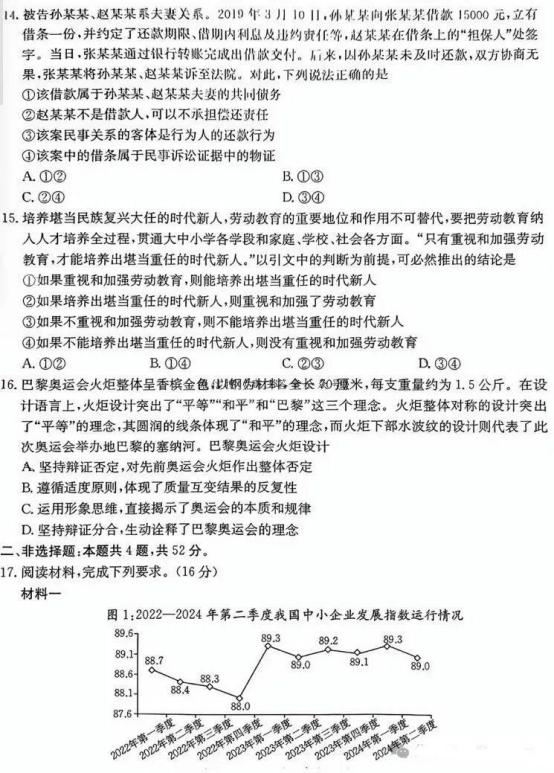 14. 被告孙某某、赵某某系夫妻关系。2019 年 3 月 10 日,孙某某向张某某借款 15000 元,立有
借条一份,并约定了还款期限、借期内利息及违约责任等,赵某某在借条上的“担保人”处签
字。当日,张某某通过银行转账完成出借款交付。后来,因孙某某未及时还款,双方协商无
果,张某某将孙某某、赵某某诉至法院。对此,下列说法正确的是
①该借款属于孙某某、赵某某夫妻的共同债务
②赵某某不是借款人,可以不承担偿还责任
③该案民事关系的客体是行为人的还款行为
④该案中的借条属于民事诉讼证据中的物证
A. ①② B. ①③
C. ②④ D. ③④
15. 培养堪当民族复兴大任的时代新人,劳动教育的重要地位和作用不可替代,要把劳动教育纳
入人才培养全过程,贯通大中小学各学段和家庭、学校、社会各方面。“只有重视和加强劳动
教育,才能培养出堪当重任的时代新人。”以引文中的判断为前提,可必然推出的结论是
①如果重视和加强劳动教育,则能培养出堪当重任的时代新人
②如果培养出堪当重任的时代新人,则重视和加强了劳动教育
③如果不重视和加强劳动教育,则不能培养出堪当重任的时代新人
④如果不能培养出堪当重任的时代新人,则没有重视和加强劳动教育
A. ①② B. ①④ C. ②③ D. ③④
16. 巴黎奥运会火炬整体呈香槟金色,以钢为材料,全长 70 厘米,每支重量约为 1.5 公斤。在设
计语言上,火炬设计突出了“平等”“和平”和“巴黎”这三个理念。火炬整体对称的设计突出
了“平等”的理念,其圆润的线条体现了“和平”的理念,而火炬下部水波纹的设计则代表了此
次奥运会举办地巴黎的塞纳河。巴黎奥运会火炬设计
A. 坚持辩证否定,对先前奥运会火炬作出整体否定
B. 遵循适度原则,体现了质量互变结果的反复性
C. 运用形象思维,直接揭示了奥运会的本质和规律
D. 坚持辩证分合,生动诠释了巴黎奥运会的理念
二、非选择题:本题共 4 题,共 52 分。
17. 阅读材料,完成下列要求。(16 分)
材料一
图 1:2022—2024 年第二季度我国中小企业发展指数运行情况
89.6
89.1
88.6
88.1
87.6
88.7
88.4
88.3
88.0
89.3
89.0
89.2
89.1
89.3
89.0
2022年第一季度
2022年第二季度
2022年第三季度
2022年第四季度
2023年第一季度
2023年第二季度
2023年第三季度
2023年第四季度
2024年第一季度
2024年第二季度